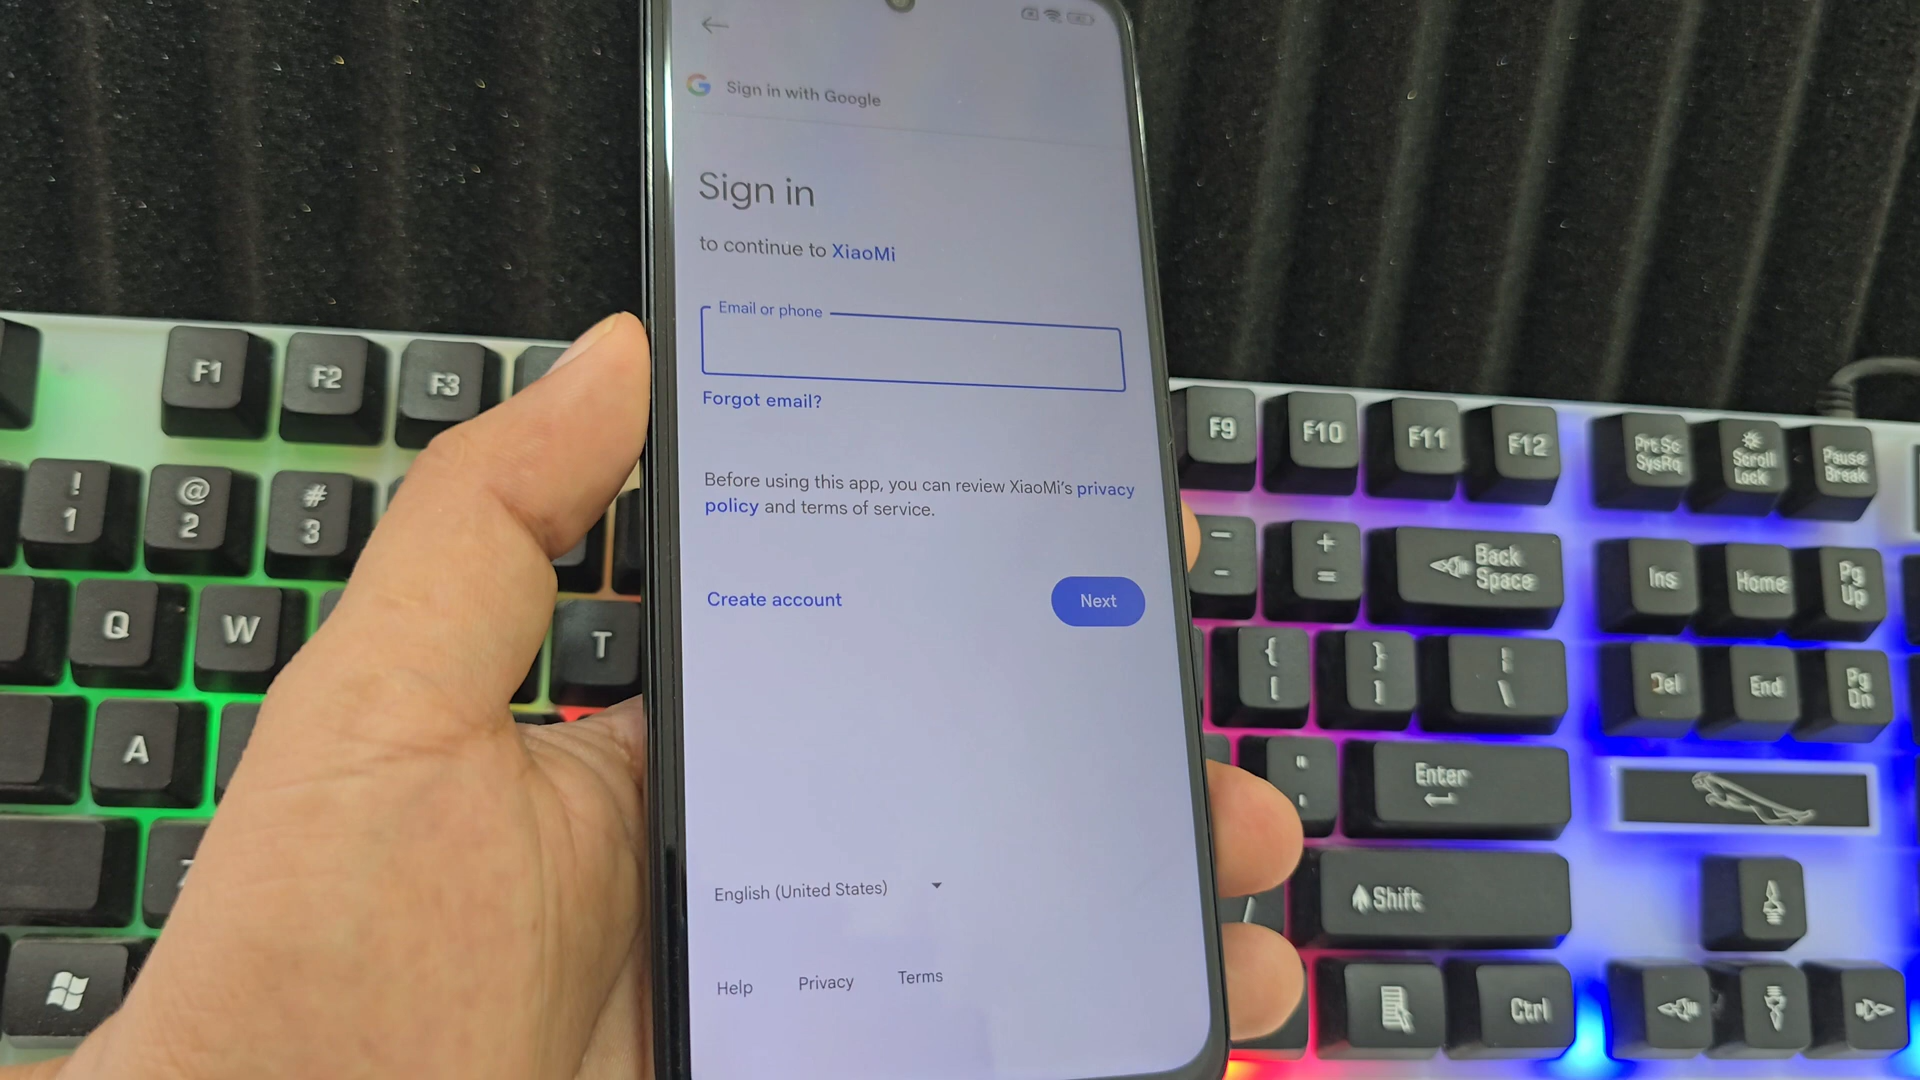 Sign in with Google
Sign in
to continue to XiaoMi
Email or phone
Forgot email?
Before using this app, you can review XiaoMi's privacy
policy and terms of service.
Create account
Next
English (United States)
Help Privacy Terms
F1 F2 F3
F9 F10 F11 F12
Prt Sc
SysRq
Scroll
Lock
Pause
Break
! 1
@ 2
# 3
+ =
Back
Space
Ins Home
Pg
Up
Q W T
{ [
} ]
Del End
Pg
Dn
A
Enter
Shift
Ctrl